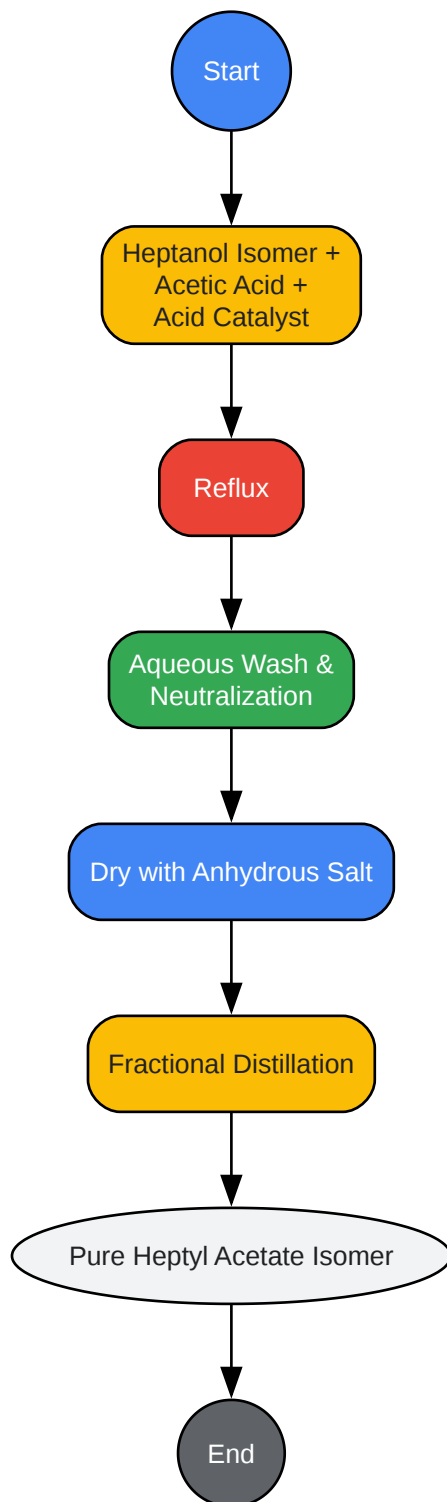 Start
Heptanol Isomer +
Acetic Acid +
Acid Catalyst
Reflux
Aqueous Wash &
Neutralization
Dry with Anhydrous Salt
Fractional Distillation
Pure Heptyl Acetate Isomer
End